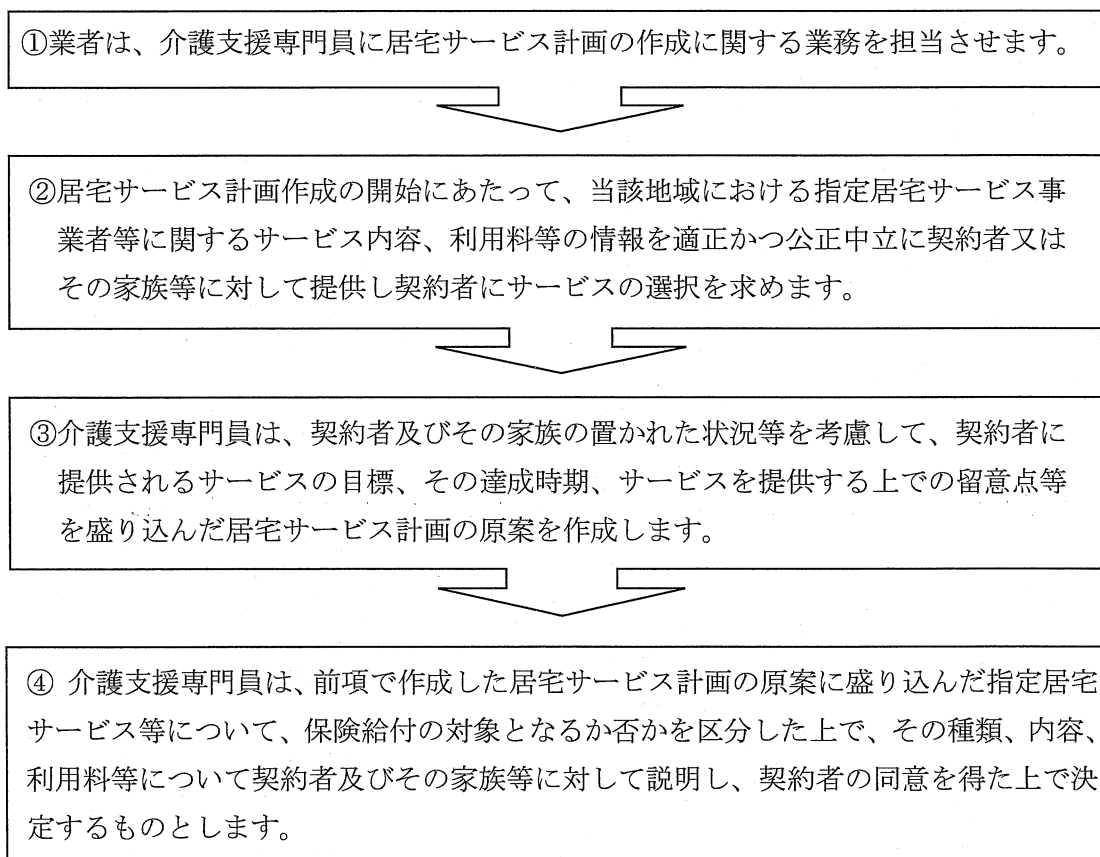 ①業者は、介護支援専門員に居宅サービス計画の作成に関する業務を担当させます。
②居宅サービス計画作成の開始にあたって、当該地域における指定居宅サービス事
業者等に関するサービス内容、利用料等の情報を適正かつ公正中立に契約者又は
その家族等に対して提供し契約者にサービスの選択を求めます。
③介護支援専門員は、契約者及びその家族の置かれた状況等を考慮して、契約者に
提供されるサービスの目標、その達成時期、サービスを提供する上での留意点等
を盛り込んだ居宅サービス計画の原案を作成します。
④ 介護支援専門員は、前項で作成した居宅サービス計画の原案に盛り込んだ指定居宅
サービス等について、保険給付の対象となるか否かを区分した上で、その種類、内容、
利用料等について契約者及びその家族等に対して説明し、契約者の同意を得た上で決
定するものとします。